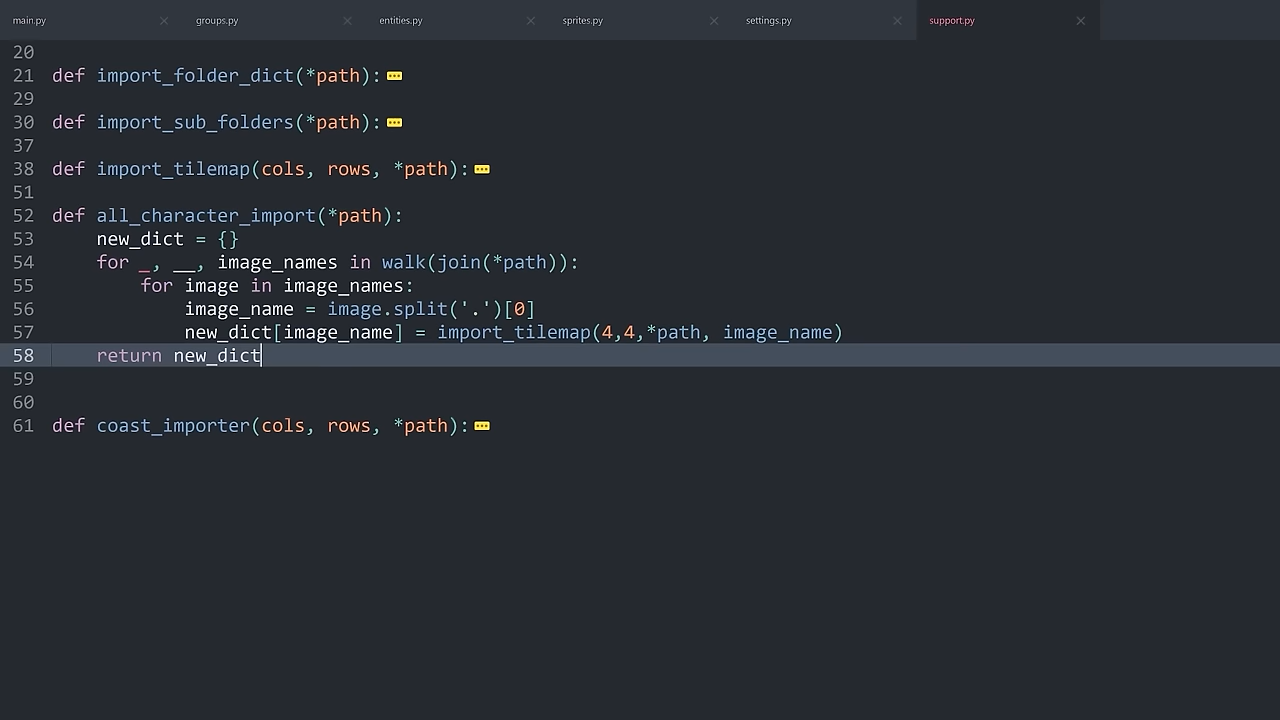 main.py groups.py entities.py sprites.py settings.py support.py
20
21 def import_folder_dict(*path):
29
30 def import_sub_folders(*path):
37
38 def import_tilemap(cols, rows, *path):
51
52 def all_character_import(*path):
53     new_dict = {}
54     for _, __, image_names in walk(join(*path)):
55         for image in image_names:
56             image_name = image.split('.')[0]
57             new_dict[image_name] = import_tilemap(4,4,*path, image_name)
58     return new_dict
59
60
61 def coast_importer(cols, rows, *path):